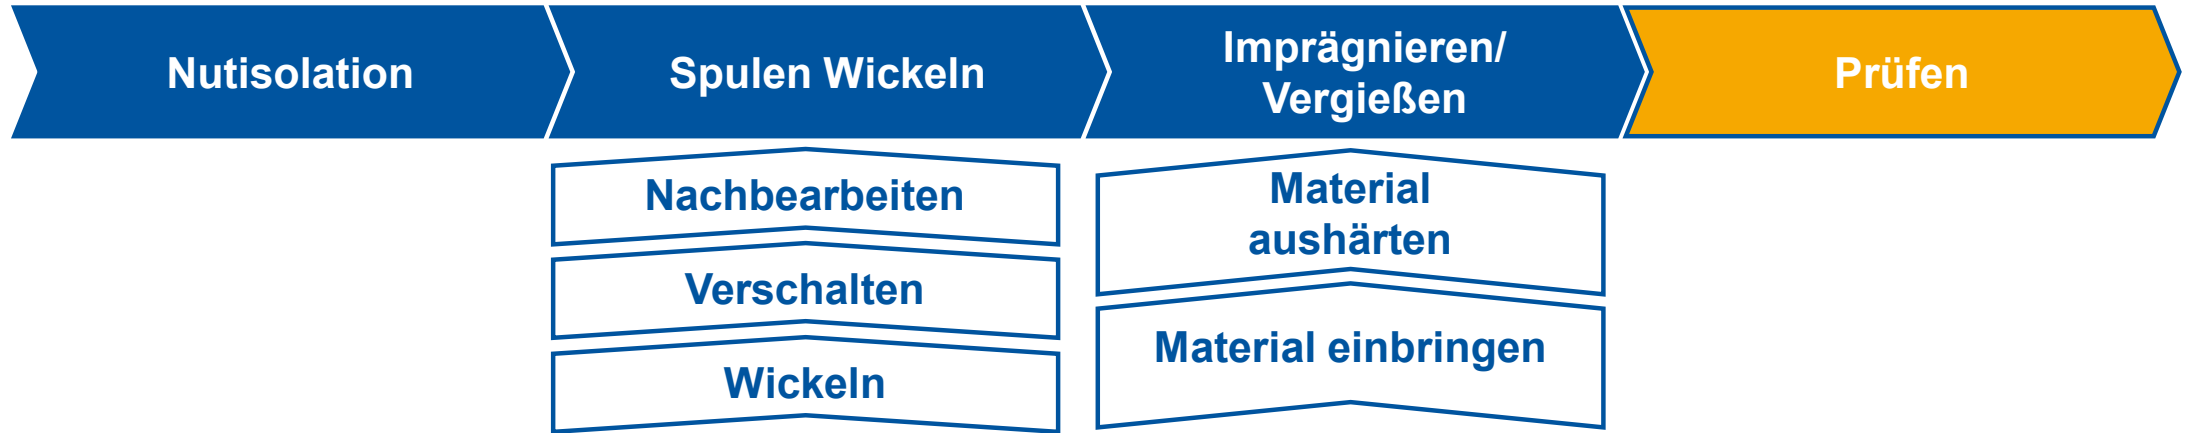 Nutisolation
Spulen Wickeln
Imprägnieren/
Vergießen
Prüfen
Nachbearbeiten
Verschalten
Wickeln
Material
aushärten
Material einbringen